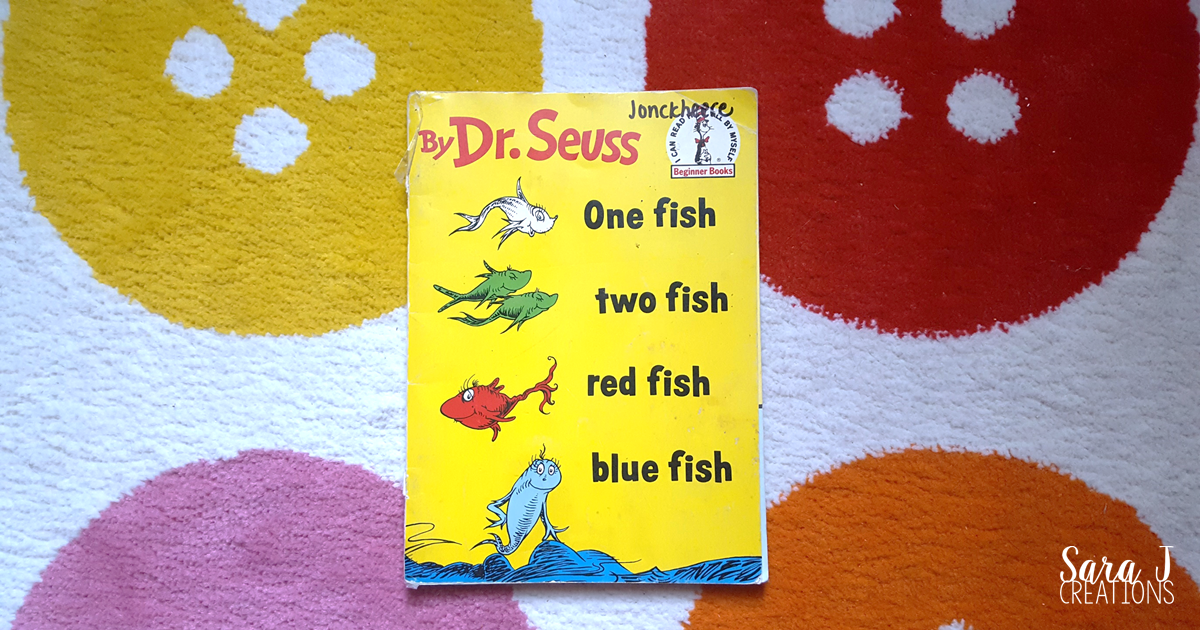 Jonckheere
By Dr. Seuss
I CAN READ IT ALL BY MYSELF
Beginner Books
One fish
two fish
red fish
blue fish
Sara J
CREATIONS